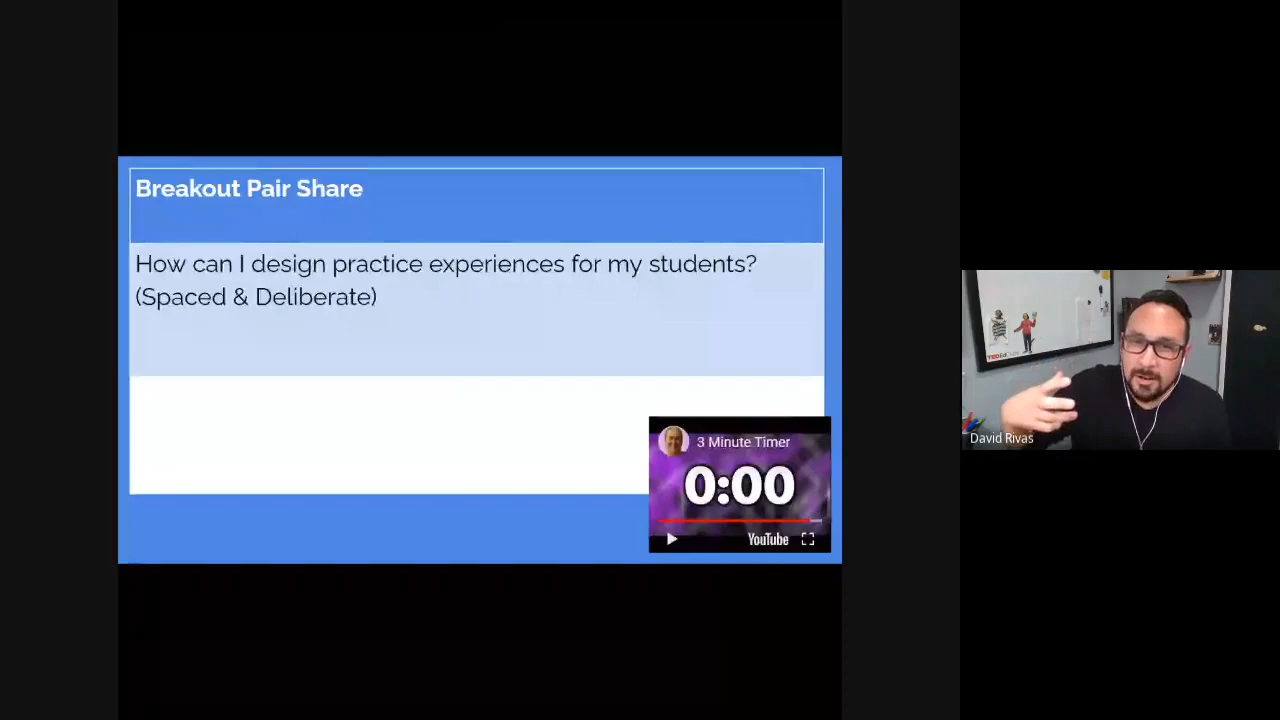 Breakout Pair Share
How can I design practice experiences for my students?
(Spaced & Deliberate)
3 Minute Timer
0:00
YouTube
TEDEd
David Rivas